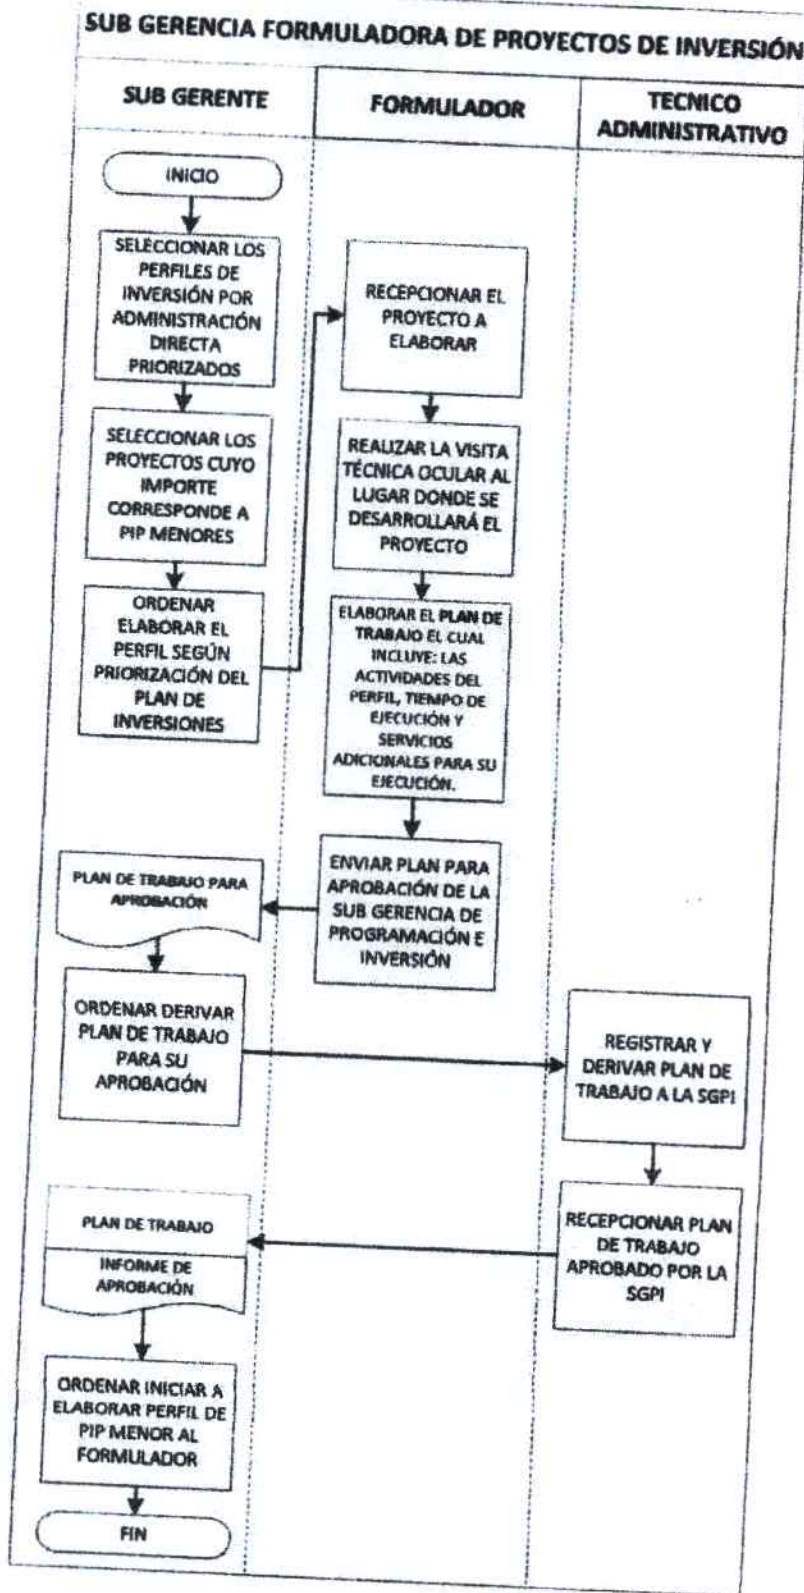 SUB GERENCIA FORMULADORA DE PROYECTOS DE INVERSIÓN
SUB GERENTE
FORMULADOR
TECNICO
ADMINISTRATIVO
INICIO
SELECCIONAR LOS
PERFILES DE
INVERSIÓN POR
ADMINISTRACIÓN
DIRECTA
PRIORIZADOS
SELECCIONAR LOS
PROYECTOS CUYO
IMPORTE
CORRESPONDE A
PIP MENORES
ORDENAR
ELABORAR EL
PERFIL SEGÚN
PRIORIZACIÓN DEL
PLAN DE
INVERSIONES
RECEPCIONAR EL
PROYECTO A
ELABORAR
REALIZAR LA VISITA
TÉCNICA OCULAR AL
LUGAR DONDE SE
DESARROLLARÁ EL
PROYECTO
ELABORAR EL PLAN DE
TRABAJO EL CUAL
INCLUYE: LAS
ACTIVIDADES DEL
PERFIL, TIEMPO DE
EJECUCIÓN Y
SERVICIOS
ADICIONALES PARA SU
EJECUCIÓN.
ENVIAR PLAN PARA
APROBACIÓN DE LA
SUB GERENCIA DE
PROGRAMACIÓN E
INVERSIÓN
PLAN DE TRABAJO PARA
APROBACIÓN
ORDENAR DERIVAR
PLAN DE TRABAJO
PARA SU
APROBACIÓN
REGISTRAR Y
DERIVAR PLAN DE
TRABAJO A LA SGPI
RECEPCIONAR PLAN
DE TRABAJO
APROBADO POR LA
SGPI
PLAN DE TRABAJO
INFORME DE
APROBACIÓN
ORDENAR INICIAR A
ELABORAR PERFIL DE
PIP MENOR AL
FORMULADOR
FIN